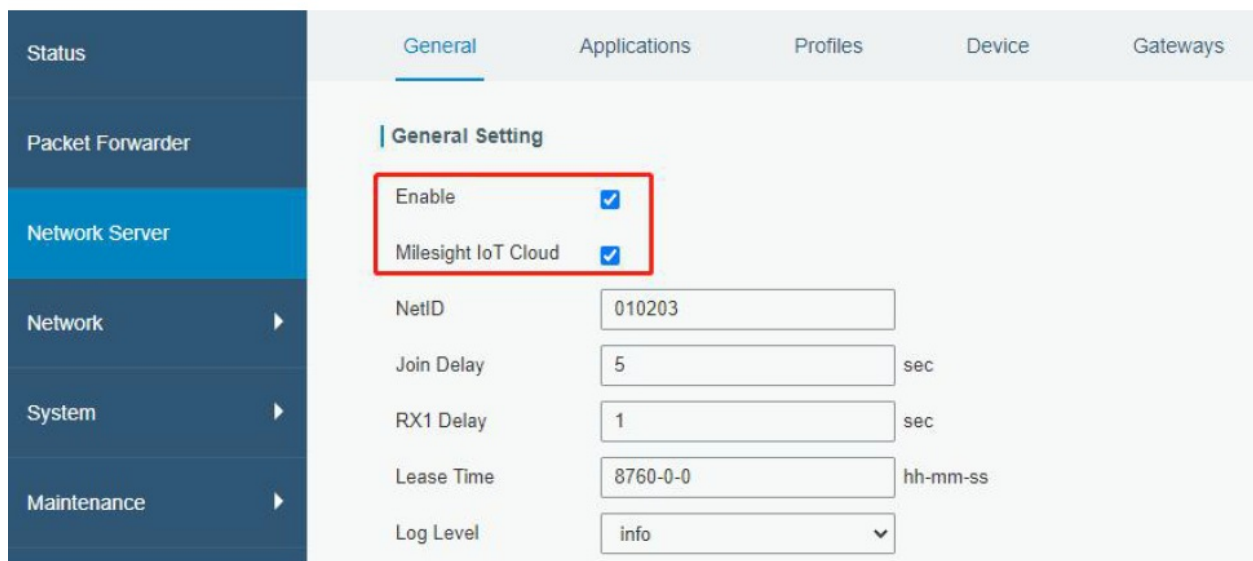 Status
Packet Forwarder
Network Server
Network
System
Maintenance
General Applications Profiles Device Gateways
General Setting
Enable
Milesight IoT Cloud
NetID 010203
Join Delay 5 sec
RX1 Delay 1 sec
Lease Time 8760-0-0 hh-mm-ss
Log Level info